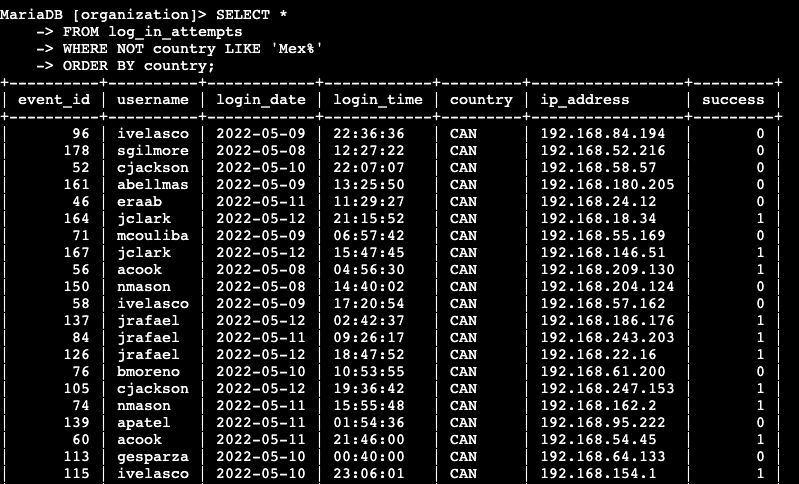 MariaDB [organization]> SELECT *
    -> FROM log_in_attempts
    -> WHERE NOT country LIKE 'Mex%'
    -> ORDER BY country;
+----------+----------+------------+------------+---------+-----------------+---------+
| event_id | username | login_date | login_time | country | ip_address      | success |
+----------+----------+------------+------------+---------+-----------------+---------+
|       96 | ivelasco | 2022-05-09 | 22:36:36   | CAN     | 192.168.84.194  |       0 |
|      178 | sgilmore | 2022-05-08 | 12:27:22   | CAN     | 192.168.52.216  |       0 |
|       52 | cjackson | 2022-05-10 | 22:07:07   | CAN     | 192.168.58.57   |       0 |
|      161 | abellmas | 2022-05-09 | 13:25:50   | CAN     | 192.168.180.205 |       0 |
|       46 | eraab    | 2022-05-11 | 11:29:27   | CAN     | 192.168.24.12   |       0 |
|      164 | jclark   | 2022-05-12 | 21:15:52   | CAN     | 192.168.18.34   |       1 |
|       71 | mcouliba | 2022-05-09 | 06:57:42   | CAN     | 192.168.55.169  |       0 |
|      167 | jclark   | 2022-05-12 | 15:47:45   | CAN     | 192.168.146.51  |       1 |
|       56 | acook    | 2022-05-08 | 04:56:30   | CAN     | 192.168.209.130 |       1 |
|      150 | nmason   | 2022-05-08 | 14:40:02   | CAN     | 192.168.204.124 |       0 |
|       58 | ivelasco | 2022-05-09 | 17:20:54   | CAN     | 192.168.57.162  |       0 |
|      137 | jrafael  | 2022-05-12 | 02:42:37   | CAN     | 192.168.186.176 |       1 |
|       84 | jrafael  | 2022-05-11 | 09:26:17   | CAN     | 192.168.243.203 |       1 |
|      126 | jrafael  | 2022-05-12 | 18:47:52   | CAN     | 192.168.22.16   |       1 |
|       76 | bmoreno  | 2022-05-10 | 10:53:55   | CAN     | 192.168.61.200  |       0 |
|      105 | cjackson | 2022-05-12 | 19:36:42   | CAN     | 192.168.247.153 |       1 |
|       74 | nmason   | 2022-05-11 | 15:55:48   | CAN     | 192.168.162.2   |       1 |
|      139 | apatel   | 2022-05-11 | 01:54:36   | CAN     | 192.168.95.222  |       0 |
|       60 | acook    | 2022-05-11 | 21:46:00   | CAN     | 192.168.54.45   |       1 |
|      113 | gesparza | 2022-05-10 | 00:40:00   | CAN     | 192.168.64.133  |       0 |
|      115 | ivelasco | 2022-05-10 | 23:06:01   | CAN     | 192.168.154.1   |       1 |